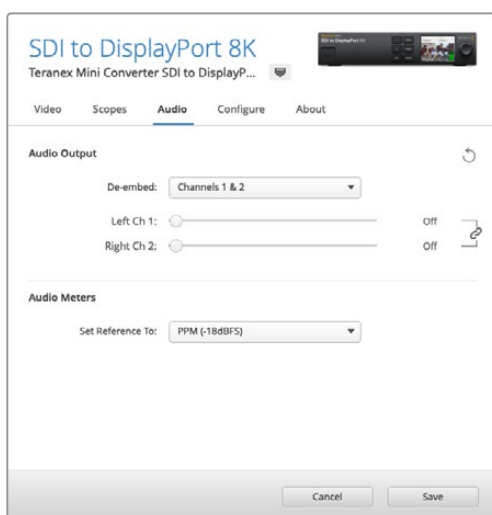 SDI to DisplayPort 8K
Teranex Mini Converter SDI to DisplayP...
Video Scopes Audio Configure About
Audio Output
De-embed: Channels 1 & 2
Left Ch 1: Off
Right Ch 2: Off
Audio Meters
Set Reference To: PPM (-18dBFS)
Cancel Save